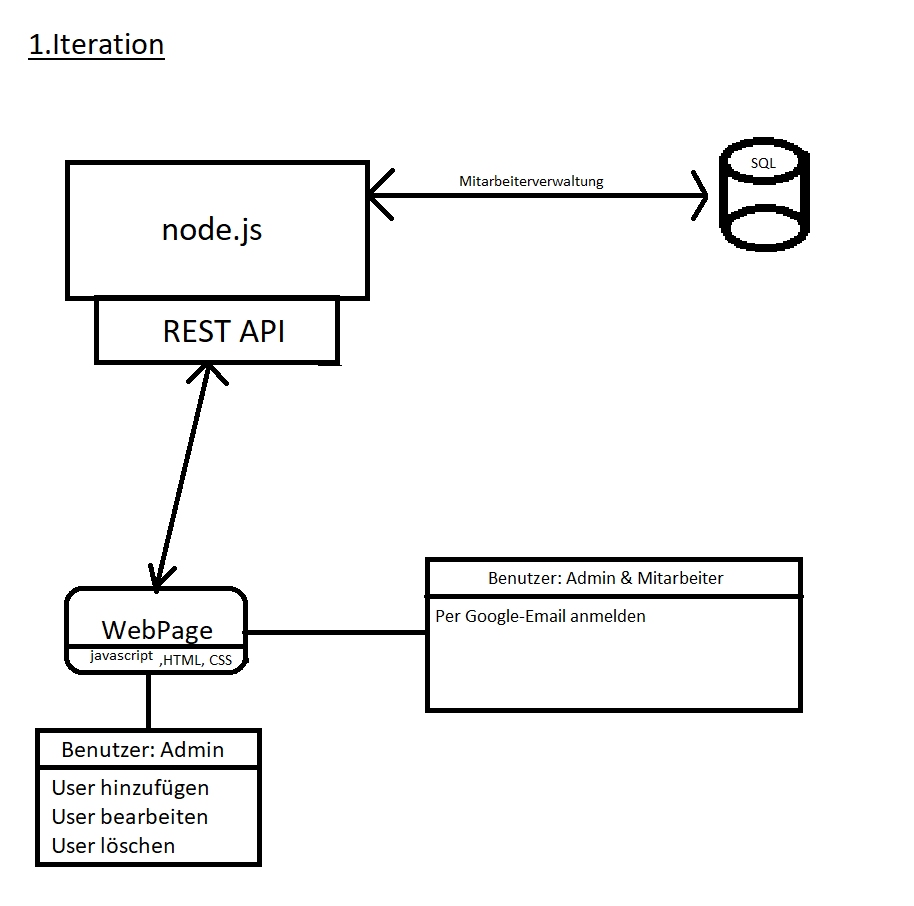 1.Iteration
SQL
Mitarbeiterverwaltung
node.js
REST API
Benutzer: Admin & Mitarbeiter
Per Google-Email anmelden
WebPage
javascript ,HTML, CSS
Benutzer: Admin
User hinzufügen
User bearbeiten
User löschen